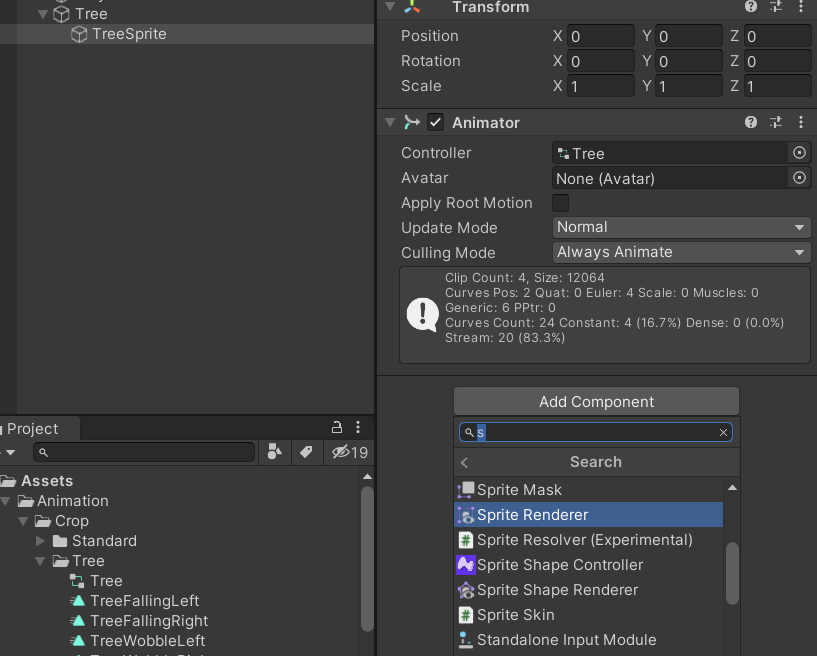 Tree
TreeSprite
Transform
Position X 0 Y 0 Z 0
Rotation X 0 Y 0 Z 0
Scale X 1 Y 1 Z 1
Animator
Controller Tree
Avatar None (Avatar)
Apply Root Motion
Update Mode Normal
Culling Mode Always Animate
Clip Count: 4, Size: 12064
Curves Pos: 2 Quat: 0 Euler: 4 Scale: 0 Muscles: 0
Generic: 6 PPtr: 0
Curves Count: 24 Constant: 4 (16.7%) Dense: 0 (0.0%)
Stream: 20 (83.3%)
Add Component
s
Search
Sprite Mask
Sprite Renderer
Sprite Resolver (Experimental)
Sprite Shape Controller
Sprite Shape Renderer
Sprite Skin
Standalone Input Module
Project
19
Assets
Animation
Crop
Standard
Tree
Tree
TreeFallingLeft
TreeFallingRight
TreeWobbleLeft